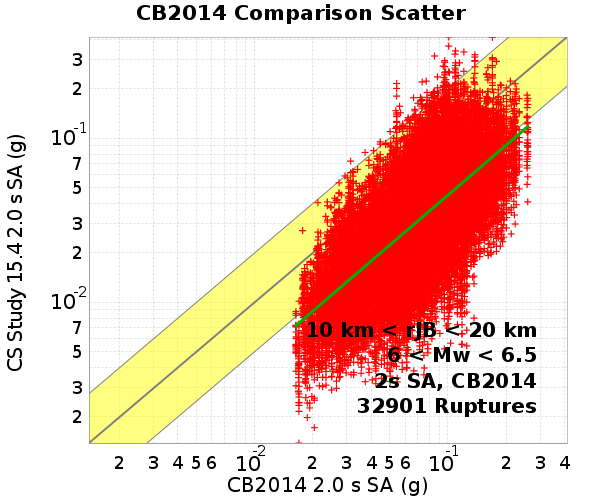 CB2014 Comparison Scatter
CS Study 15.4 2.0 s SA (g)
3
2
10-1
7
5
3
2
10-2
7
5
3
2
10 km < rJB < 20 km
6 < Mw < 6.5
2s SA, CB2014
32901 Ruptures
2 3 4 5 6 10-2 2 3 4 5 6 10-1 2 3 4
CB2014 2.0 s SA (g)